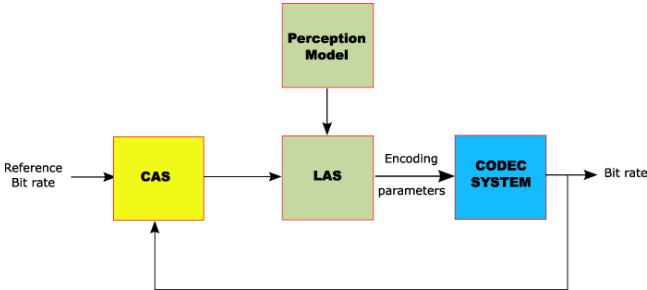 Perception
Model
Reference
Bit rate
CAS
LAS
Encoding
parameters
CODEC
SYSTEM
Bit rate